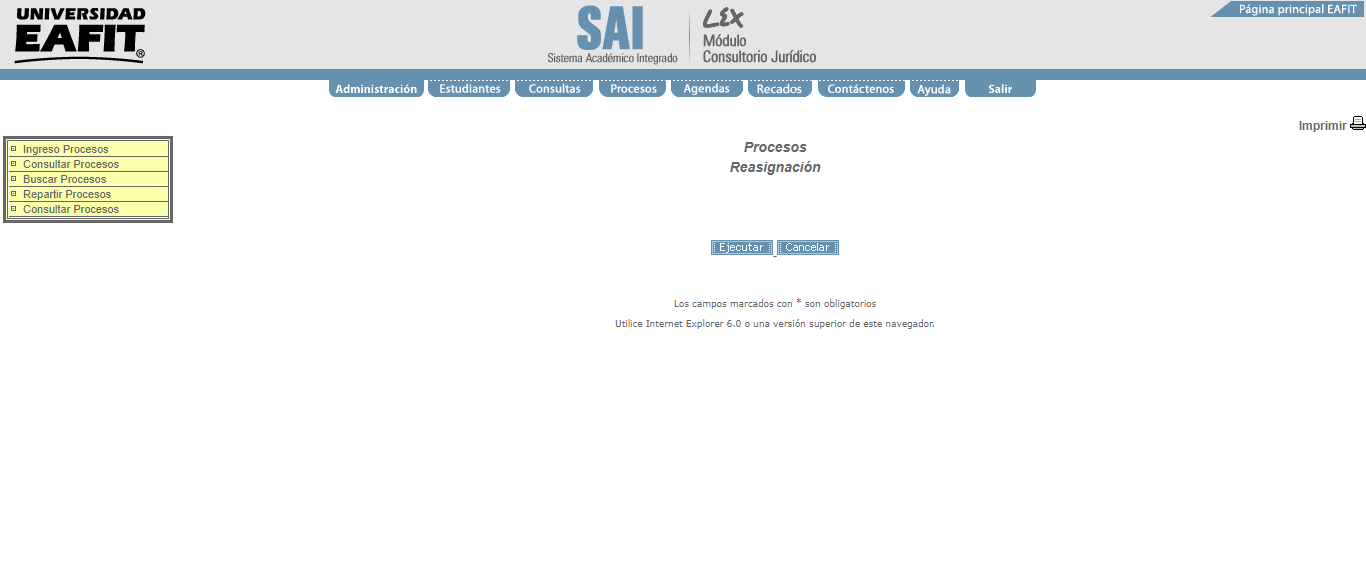 UNIVERSIDAD
EAFIT®
SAI
Sistema Académico Integrado
LEX
Módulo
Consultorio Jurídico
Página principal EAFIT
Administración Estudiantes Consultas Procesos Agendas Recados Contáctenos Ayuda Salir
Imprimir
Ingreso Procesos
Consultar Procesos
Buscar Procesos
Repartir Procesos
Consultar Procesos
Procesos
Reasignación
Ejecutar Cancelar
Los campos marcados con * son obligatorios
Utilice Internet Explorer 6.0 o una versión superior de este navegador.